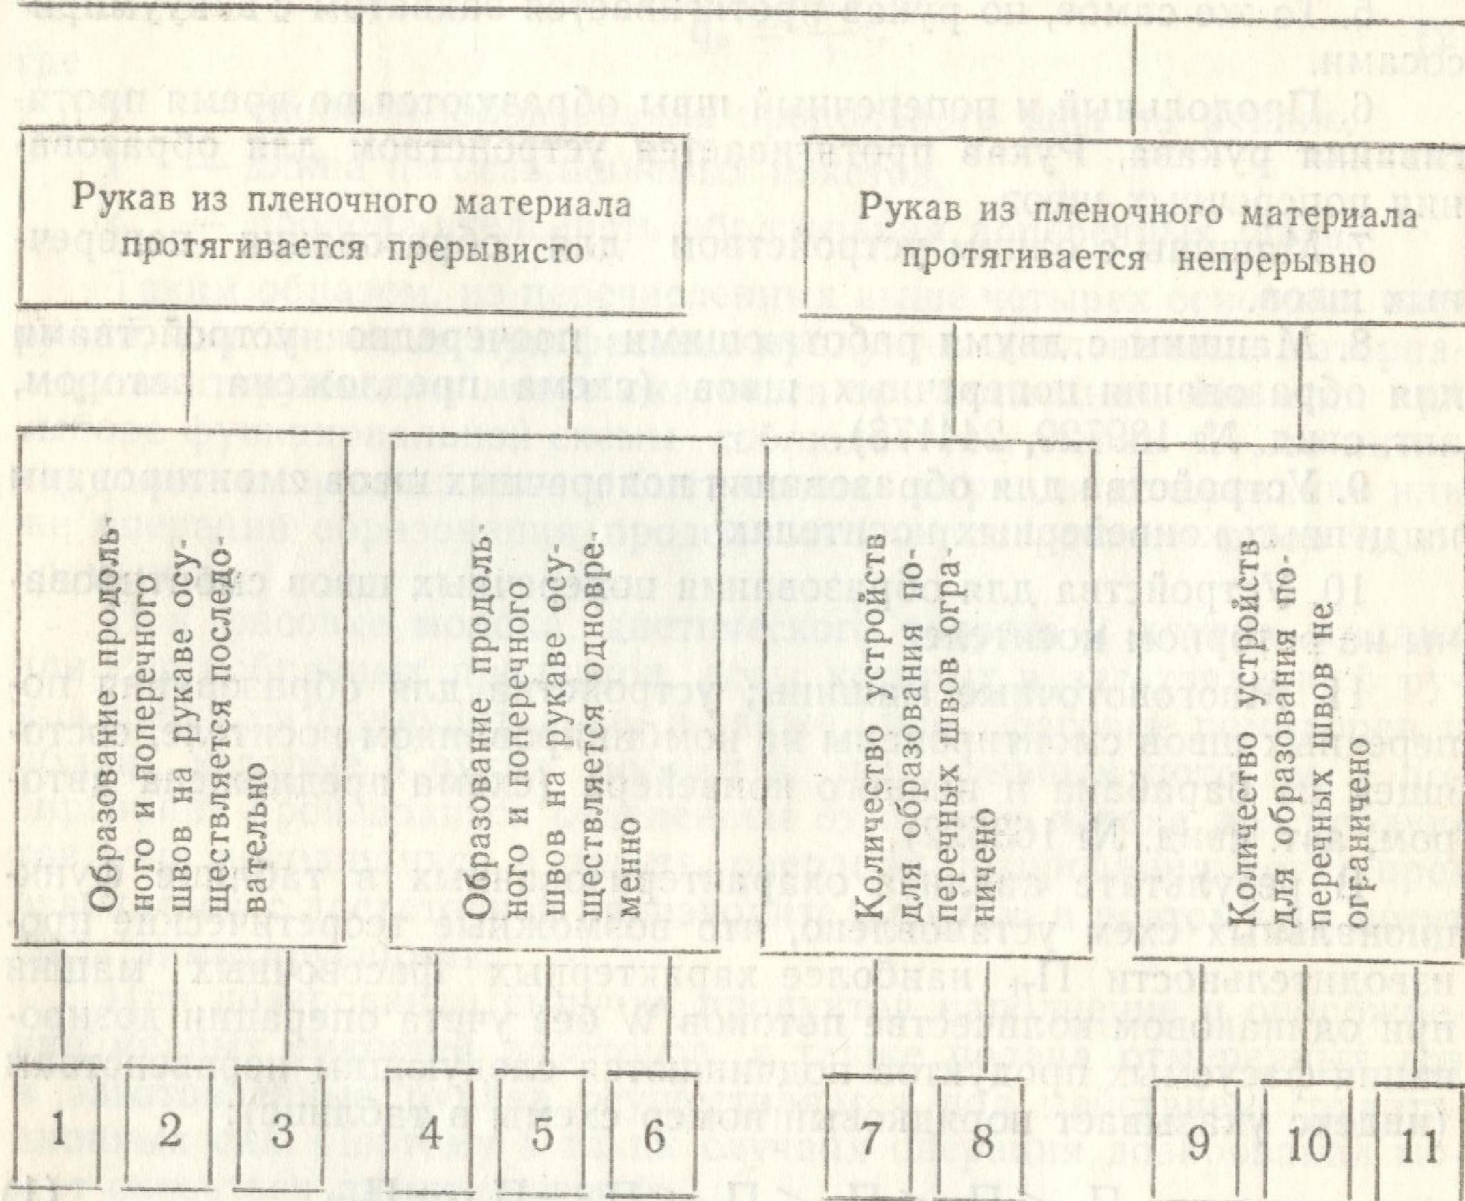 Рукав из пленочного материала
протягивается прерывисто
Рукав из пленочного материала
протягивается непрерывно
Образование продоль-
ного и поперечного
швов на рукаве осу-
ществляется последо-
вательно
Образование продоль-
ного и поперечного
швов на рукаве осу-
ществляется одновре-
менно
Количество устройств
для образования по-
перечных швов огра-
ничено
Количество устройств
для образования по-
перечных швов не
ограничено
1
2
3
4
5
6
7
8
9
10
11